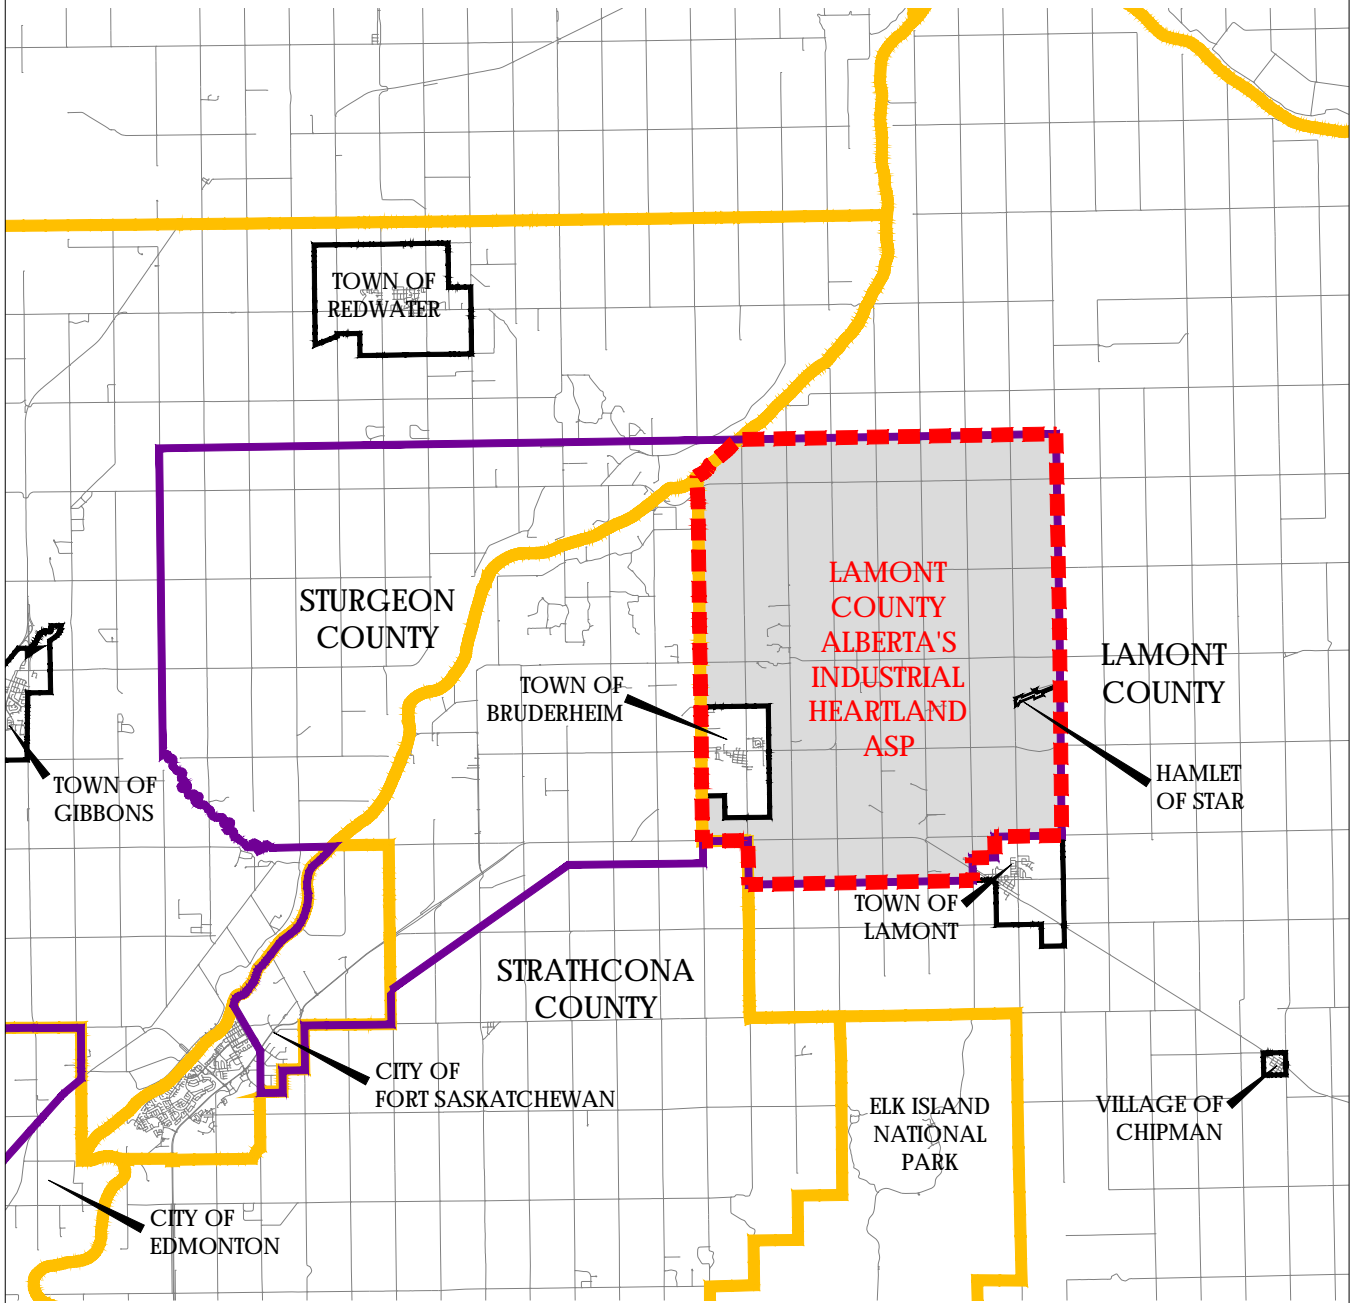 TOWN OF
REDWATER
LAMONT
COUNTY
ALBERTA'S
INDUSTRIAL
HEARTLAND
ASP
STURGEON
COUNTY
LAMONT
COUNTY
TOWN OF
BRUDERHEIM
TOWN OF
GIBBONS
HAMLET
OF STAR
TOWN OF
LAMONT
STRATHCONA
COUNTY
CITY OF
FORT SASKATCHEWAN
ELK ISLAND
NATIONAL
PARK
VILLAGE OF
CHIPMAN
CITY OF
EDMONTON